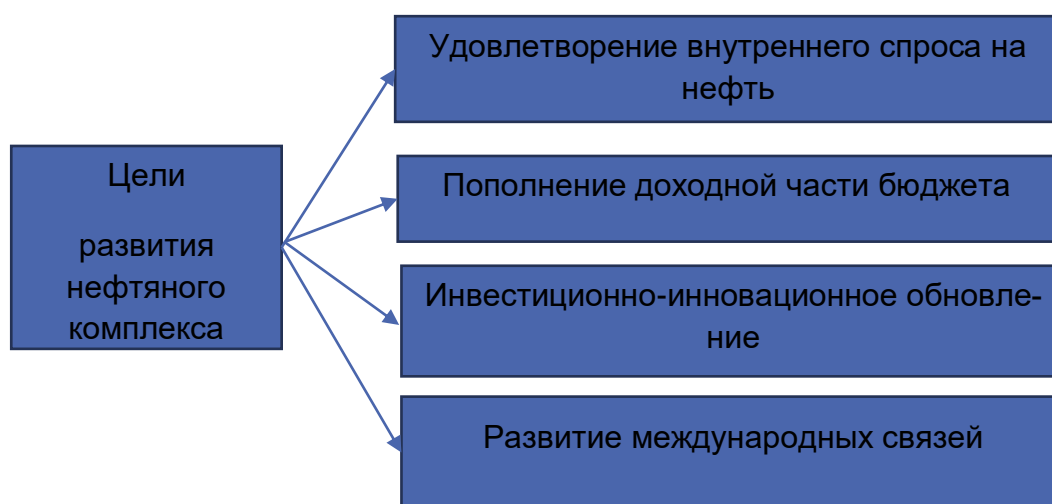 Цели
развития
нефтяного
комплекса
Удовлетворение внутреннего спроса на
нефть
Пополнение доходной части бюджета
Инвестиционно-инновационное обновле-
ние
Развитие международных связей